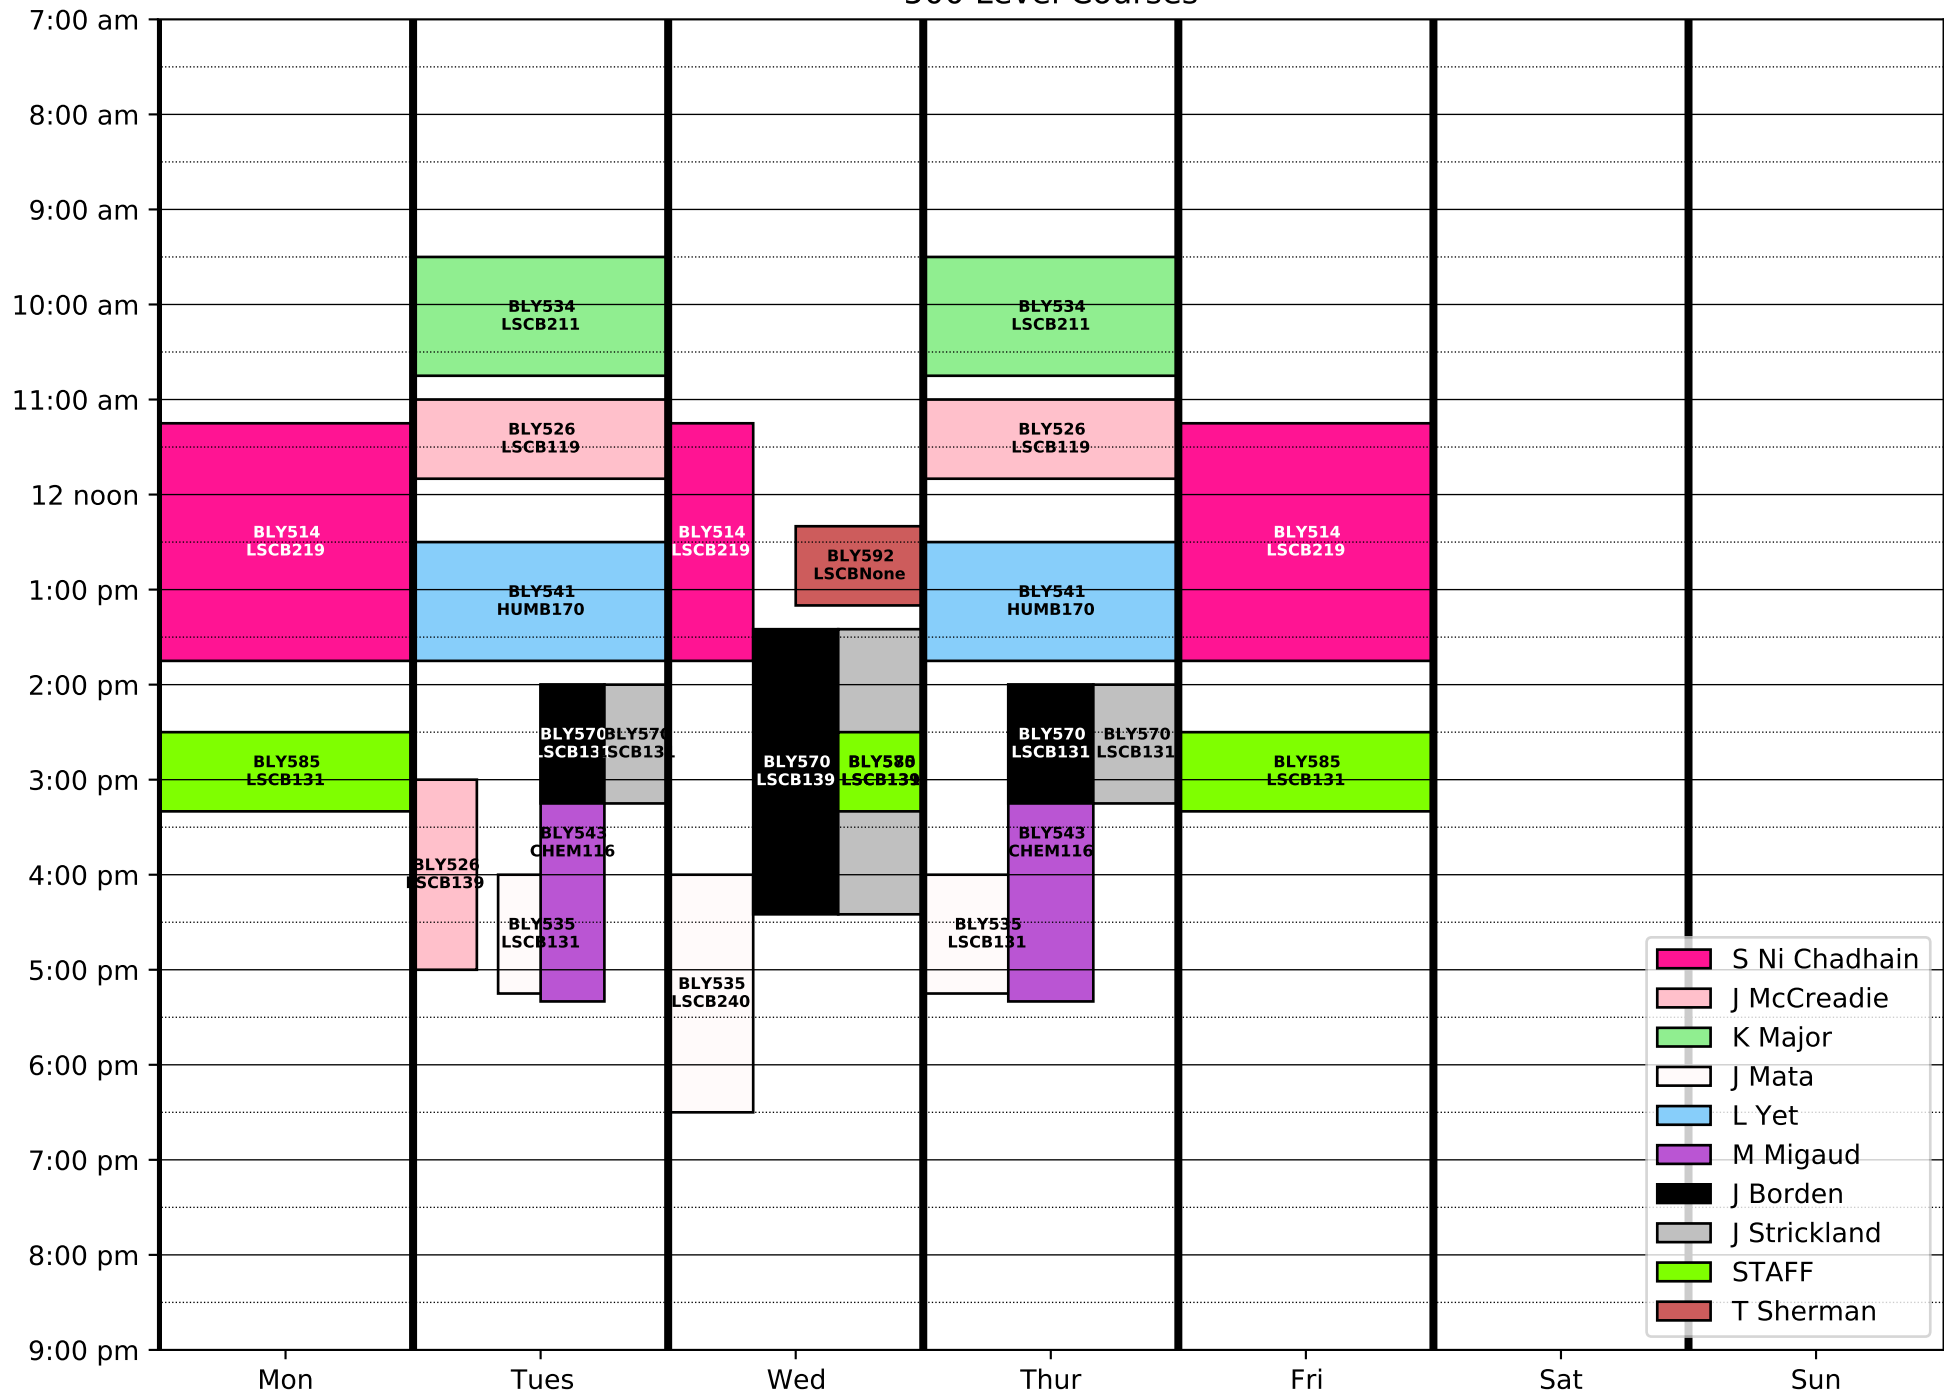 7:00 am
8:00 am
9:00 am
10:00 am
11:00 am
12 noon
1:00 pm
2:00 pm
3:00 pm
4:00 pm
5:00 pm
6:00 pm
7:00 pm
8:00 pm
9:00 pm
BLY514
LSCB219
BLY585
LSCB131
BLY534
LSCB211
BLY526
LSCB119
BLY541
HUMB170
BLY570
LSCB131
BLY570
LSCB131
BLY526
LSCB139
BLY543
CHEM116
BLY535
LSCB131
BLY514
LSCB219
BLY592
LSCBNone
BLY570
LSCB139
BLY535
LSCB240
BLY534
LSCB211
BLY526
LSCB119
BLY541
HUMB170
BLY570
LSCB131
BLY570
LSCB131
BLY543
CHEM116
BLY535
LSCB131
BLY514
LSCB219
BLY585
LSCB131
S Ni Chadhain
J McCreadie
K Major
J Mata
L Yet
M Migaud
J Borden
J Strickland
STAFF
T Sherman
Mon
Tues
Wed
Thur
Fri
Sat
Sun